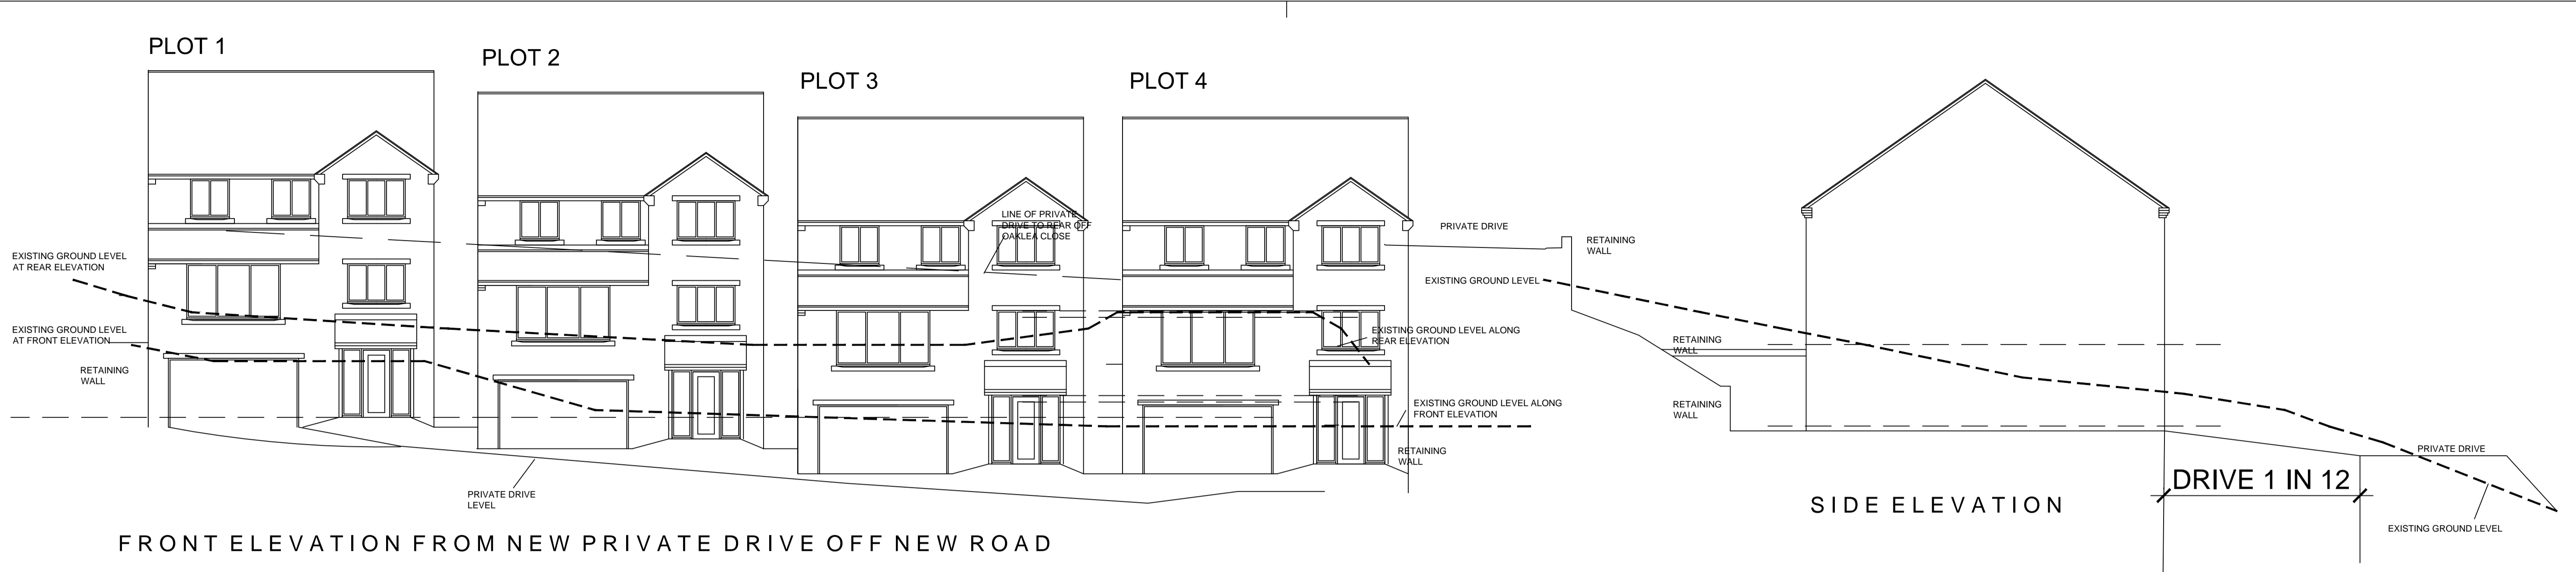 PLOT 1
PLOT 2
PLOT 3
PLOT 4
LINE OF PRIVATE
DRIVE TO REAR OFF
OAKLEA CLOSE
PRIVATE DRIVE
RETAINING
WALL
EXISTING GROUND LEVEL
AT REAR ELEVATION
EXISTING GROUND LEVEL
EXISTING GROUND LEVEL
AT FRONT ELEVATION
EXISTING GROUND LEVEL ALONG
REAR ELEVATION
RETAINING
WALL
RETAINING
WALL
EXISTING GROUND LEVEL ALONG
FRONT ELEVATION
RETAINING
WALL
RETAINING
WALL
PRIVATE DRIVE
PRIVATE DRIVE
LEVEL
DRIVE 1 IN 12
SIDE ELEVATION
EXISTING GROUND LEVEL
FRONT ELEVATION FROM NEW PRIVATE DRIVE OFF NEW ROAD